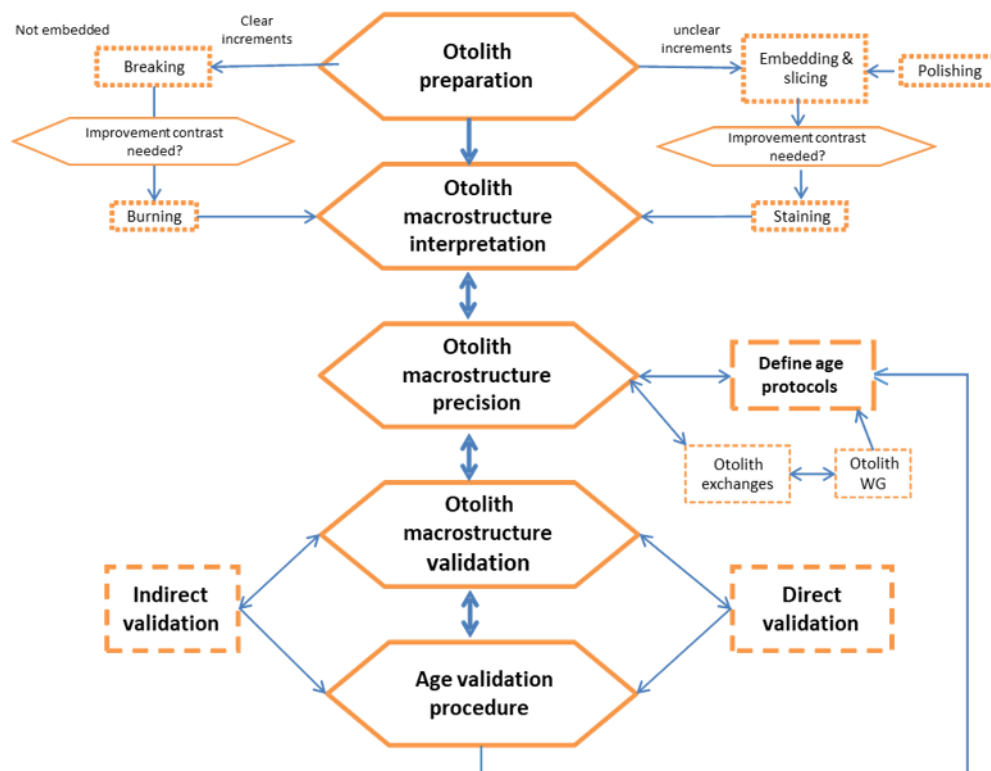 Not embedded
Clear
increments
Otolith
preparation
unclear
increments
Breaking
Embedding &
slicing
Polishing
Improvement contrast
needed?
Improvement contrast
needed?
Burning
Otolith
macrostructure
interpretation
Staining
Otolith
macrostructure
precision
Define age
protocols
Otolith
exchanges
Otolith
WG
Otolith
macrostructure
validation
Indirect
validation
Direct
validation
Age validation
procedure